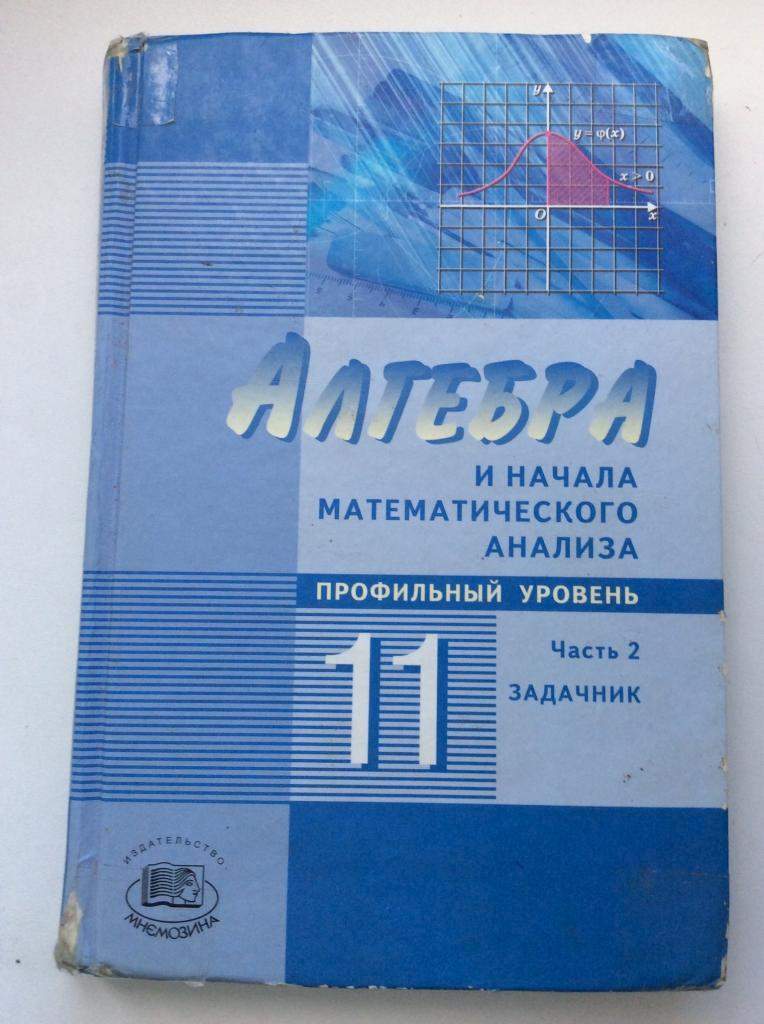 y
y = φ(x)
x > 0
O
x
АЛГЕБРА
И НАЧАЛА
МАТЕМАТИЧЕСКОГО
АНАЛИЗА
ПРОФИЛЬНЫЙ УРОВЕНЬ
11
Часть 2
ЗАДАЧНИК
ИЗДАТЕЛЬСТВО
МНЕМОЗИНА